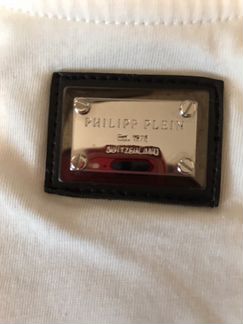 PHILIPP PLEIN
Est. 1978
SWITZERLAND